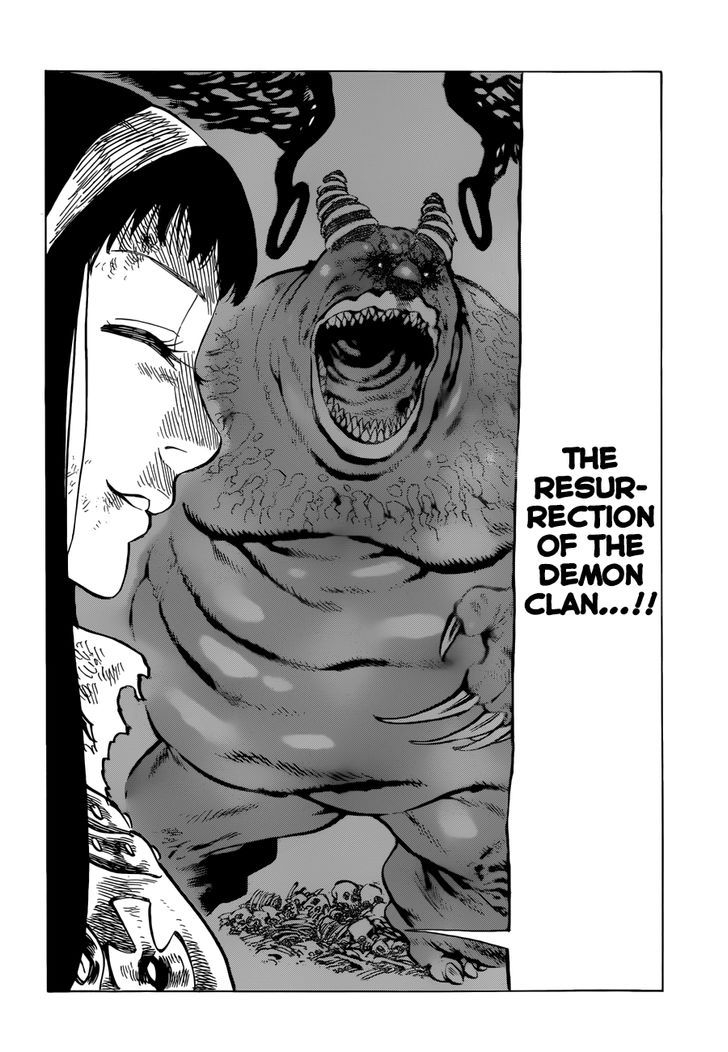 THE
RESUR-
RECTION
OF THE
DEMON
CLAN...!!